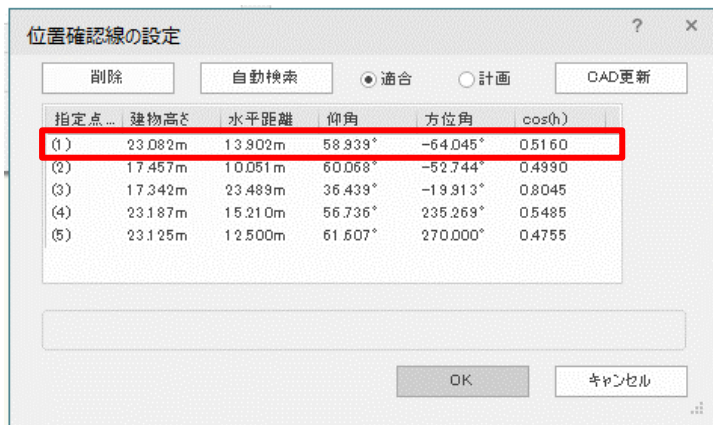 位置確認線の設定 ? ×
削除 自動検索 適合 計画 CAD更新
指定点... 建物高さ 水平距離 仰角 方位角 cos(h)
(1) 23.082m 13.902m 58.939° -64.045° 0.5160
(2) 17.457m 10.051m 60.068° -52.744° 0.4990
(3) 17.342m 23.489m 36.439° -19.913° 0.8045
(4) 23.187m 15.210m 56.736° 235.269° 0.5485
(5) 23.125m 12.500m 61.607° 270.000° 0.4755
OK キャンセル